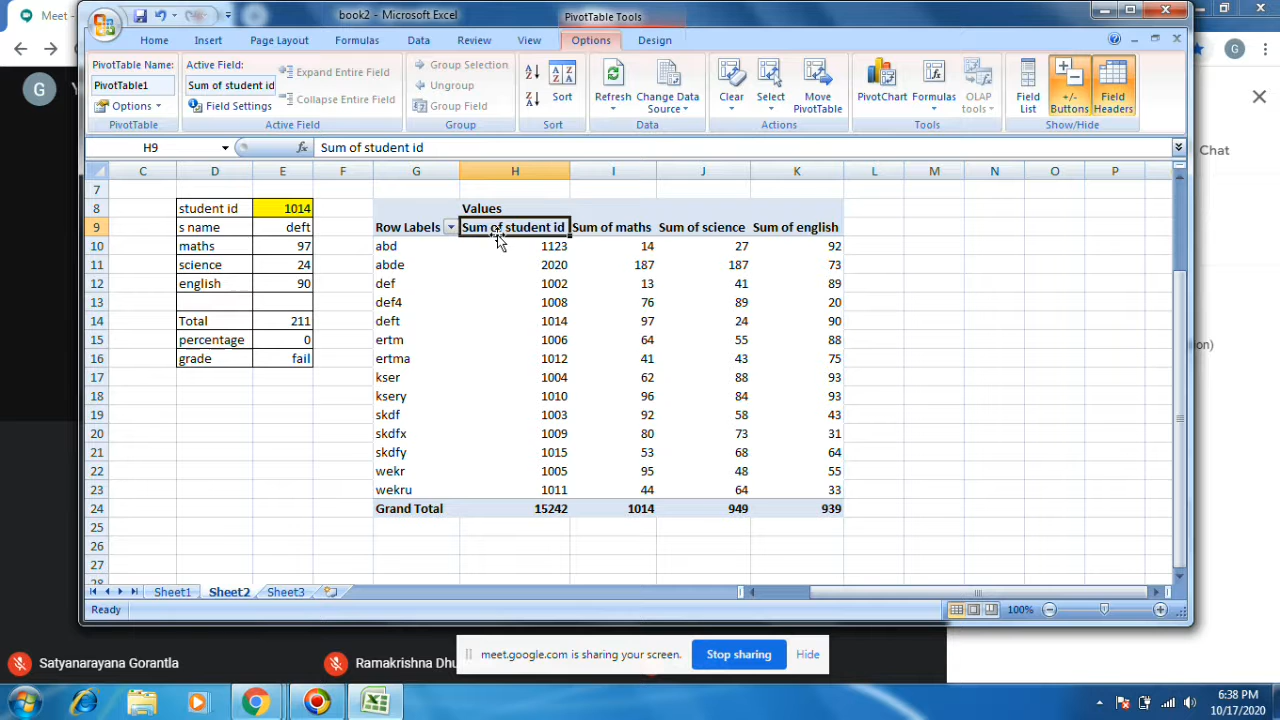 Meet -
book2 - Microsoft Excel
PivotTable Tools
Home Insert Page Layout Formulas Data Review View Options Design
PivotTable Name:
PivotTable1
Options
PivotTable
Active Field:
Sum of student id
Field Settings
Expand Entire Field
Collapse Entire Field
Active Field
Group Selection
Ungroup
Group Field
Group
Sort
Sort
Refresh
Change Data Source
Data
Clear
Select
Move PivotTable
Actions
PivotChart
Formulas
OLAP tools
Tools
Field List
+/- Buttons
Field Headers
Show/Hide
G
Y
G
Chat
on)
H9 fx Sum of student id
C D E F G H I J K L M N O P
7
8 student id 1014 Values
9 s name deft Row Labels Sum of student id Sum of maths Sum of science Sum of english
10 maths 97 abd 1123 14 27 92
11 science 24 abde 2020 187 187 73
12 english 90 def 1002 13 41 89
13 def4 1008 76 89 20
14 Total 211 deft 1014 97 24 90
15 percentage 0 ertm 1006 64 55 88
16 grade fail ertma 1012 41 43 75
17 kser 1004 62 88 93
18 ksery 1010 96 84 93
19 skdf 1003 92 58 43
20 skdfx 1009 80 73 31
21 skdfy 1015 53 68 64
22 wekr 1005 95 48 55
23 wekru 1011 44 64 33
24 Grand Total 15242 1014 949 939
25
26
27
28
Sheet1 Sheet2 Sheet3
Ready 100%
Satyanarayana Gorantla
Ramakrishna Dhu
meet.google.com is sharing your screen. Stop sharing Hide
6:38 PM
10/17/2020